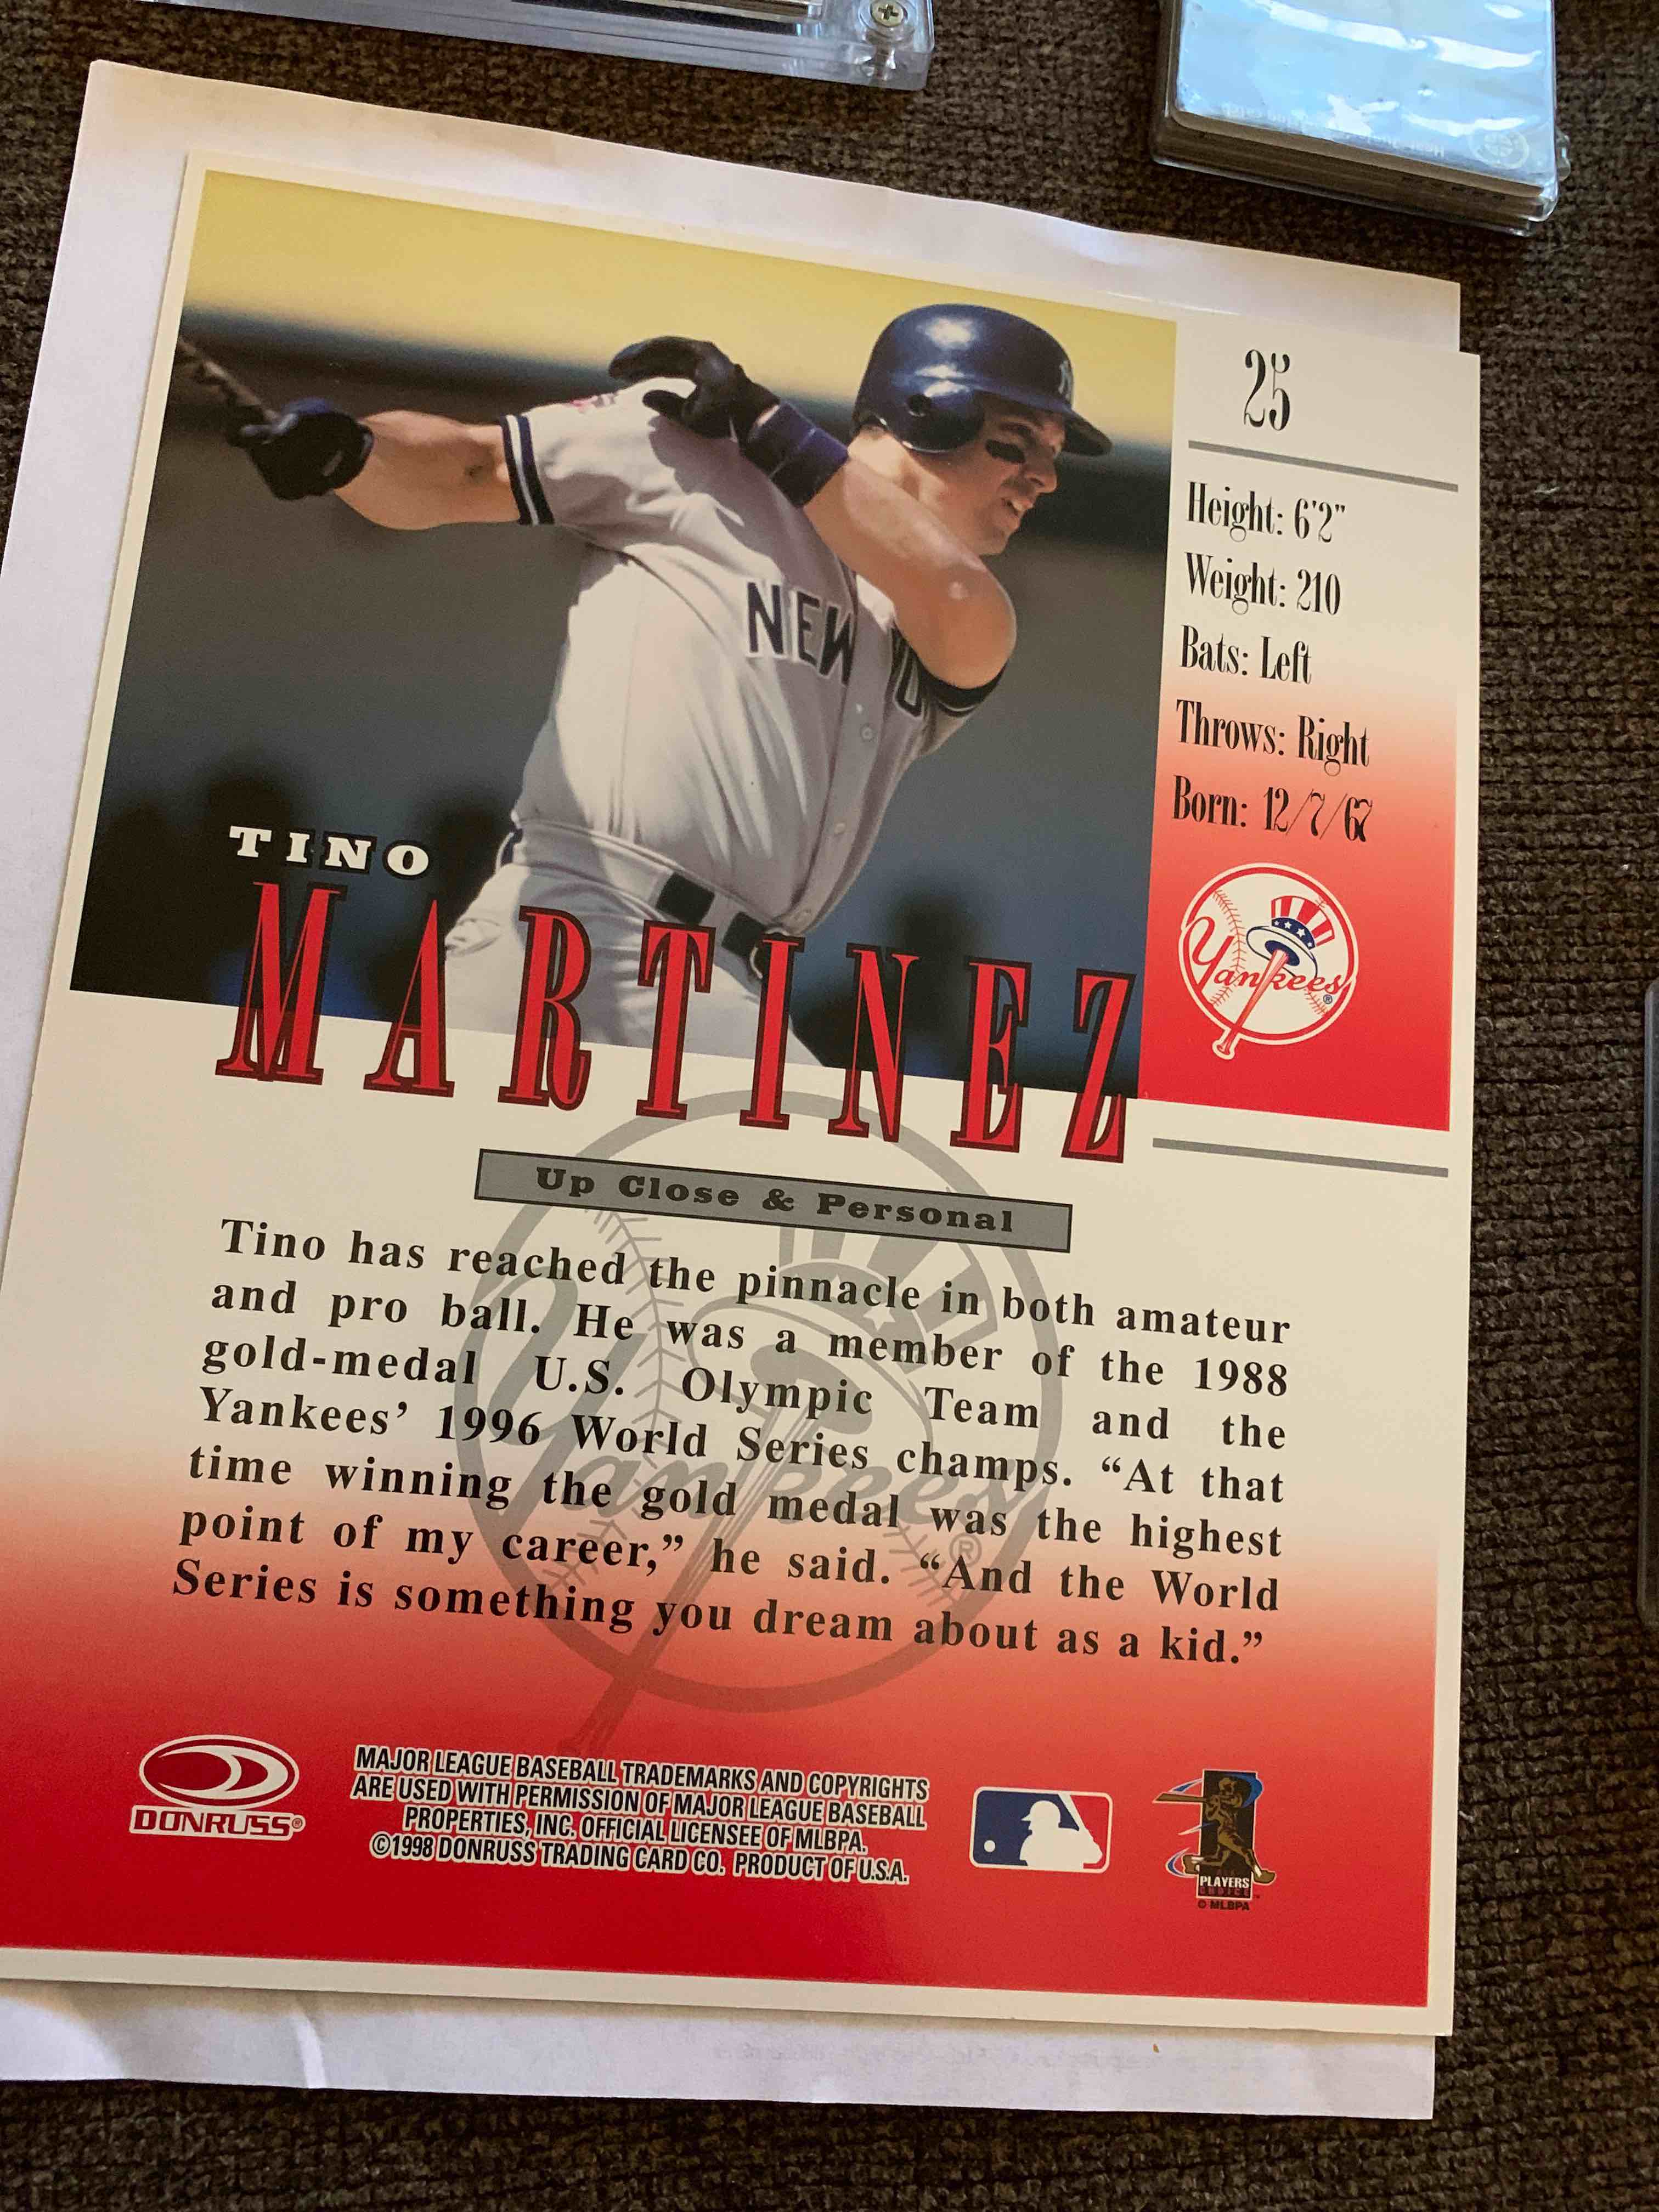 25
Height: 6'2"
Weight: 210
Bats: Left
Throws: Right
Born: 12/7/67
NEW YO
Yankees®
TINO
MARTINEZ
Up Close & Personal
Tino has reached the pinnacle in both amateur
and pro ball. He was a member of the 1988
gold-medal U.S. Olympic Team and the
Yankees’ 1996 World Series champs. “At that
time winning the gold medal was the highest
point of my career,” he said. “And the World
Series is something you dream about as a kid.”
Yankees®
DONRUSS®
MAJOR LEAGUE BASEBALL TRADEMARKS AND COPYRIGHTS
ARE USED WITH PERMISSION OF MAJOR LEAGUE BASEBALL
PROPERTIES, INC. OFFICIAL LICENSEE OF MLBPA.
©1998 DONRUSS TRADING CARD CO. PRODUCT OF U.S.A.
PLAYERS
CHOICE
© MLBPA